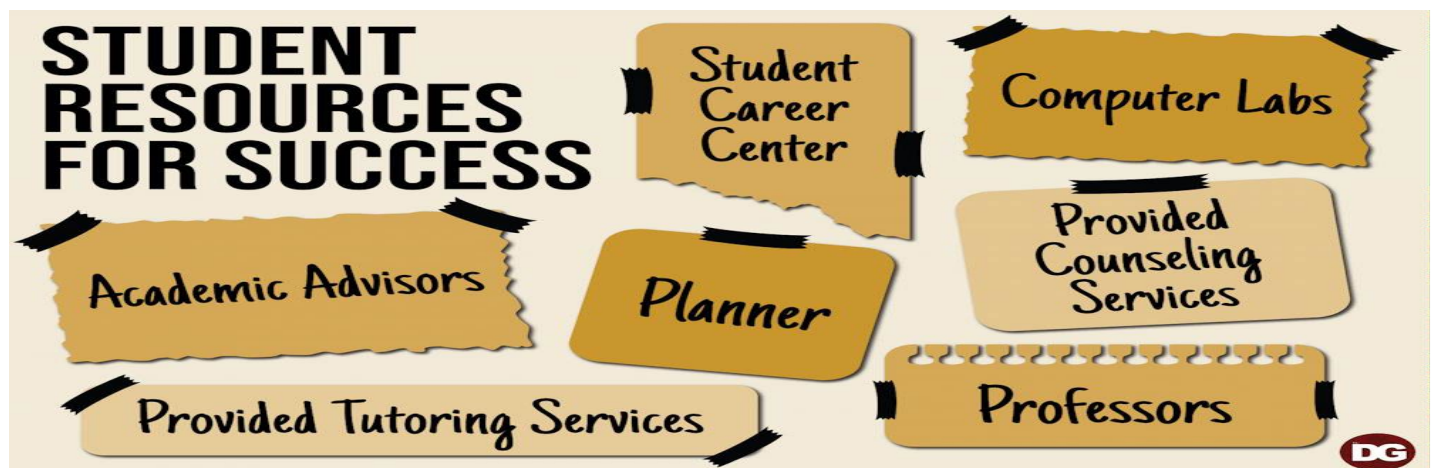 STUDENT
RESOURCES
FOR SUCCESS
Student
Career
Center
Computer Labs
Academic Advisors
Planner
Provided
Counseling
Services
Provided Tutoring Services
Professors
DG